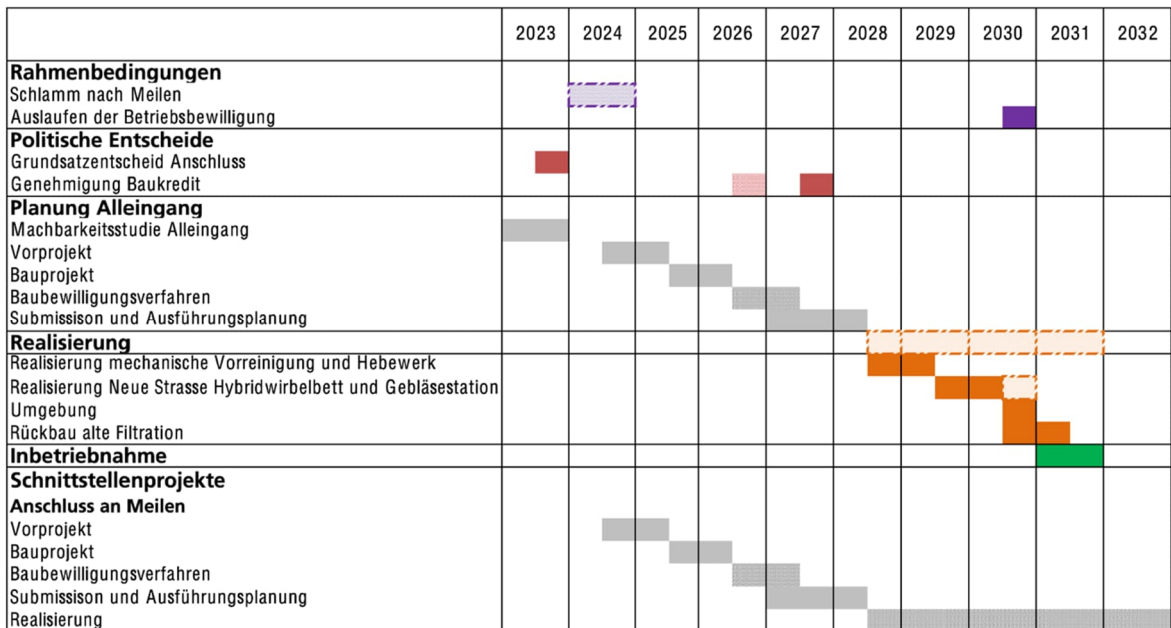 2023 2024 2025 2026 2027 2028 2029 2030 2031 2032
Rahmenbedingungen
Schlamm nach Meilen
Auslaufen der Betriebsbewilligung
Politische Entscheide
Grundsatzentscheid Anschluss
Genehmigung Baukredit
Planung Alleingang
Machbarkeitsstudie Alleingang
Vorprojekt
Bauprojekt
Baubewilligungsverfahren
Submissison und Ausführungsplanung
Realisierung
Realisierung mechanische Vorreinigung und Hebewerk
Realisierung Neue Strasse Hybridwirbelbett und Gebläsestation
Umgebung
Rückbau alte Filtration
Inbetriebnahme
Schnittstellenprojekte
Anschluss an Meilen
Vorprojekt
Bauprojekt
Baubewilligungsverfahren
Submissison und Ausführungsplanung
Realisierung